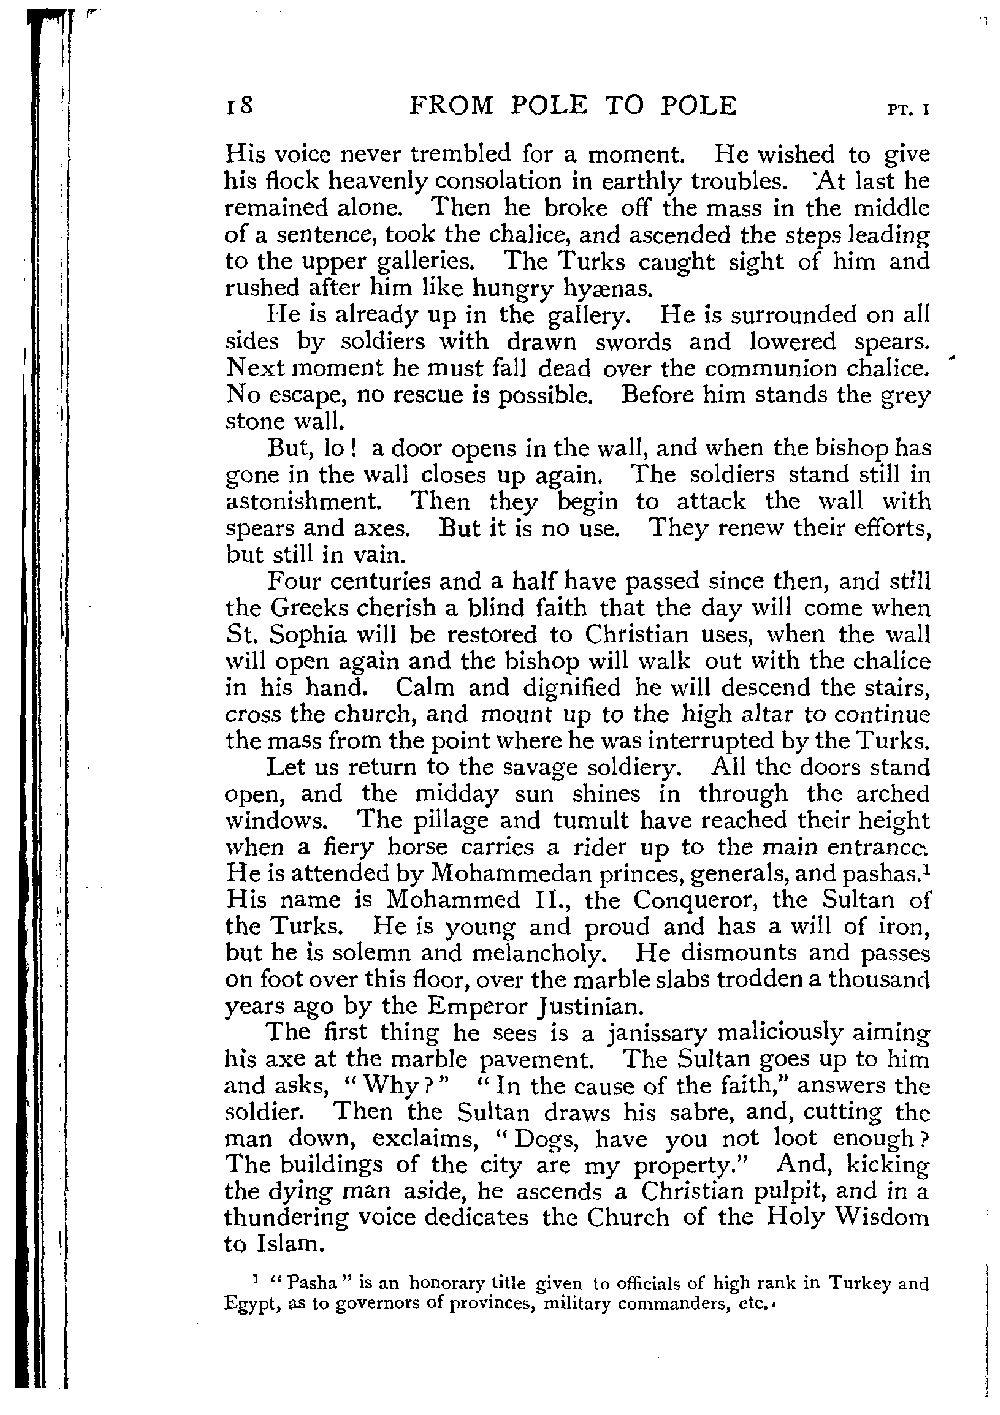 18 FROM POLE TO POLE PT. I
His voice never trembled for a moment. He wished to give
his flock heavenly consolation in earthly troubles. At last he
remained alone. Then he broke off the mass in the middle
of a sentence, took the chalice, and ascended the steps leading
to the upper galleries. The Turks caught sight of him and
rushed after him like hungry hyænas.
He is already up in the gallery. He is surrounded on all
sides by soldiers with drawn swords and lowered spears.
Next moment he must fall dead over the communion chalice.
No escape, no rescue is possible. Before him stands the grey
stone wall.
But, lo! a door opens in the wall, and when the bishop has
gone in the wall closes up again. The soldiers stand still in
astonishment. Then they begin to attack the wall with
spears and axes. But it is no use. They renew their efforts,
but still in vain.
Four centuries and a half have passed since then, and still
the Greeks cherish a blind faith that the day will come when
St. Sophia will be restored to Christian uses, when the wall
will open again and the bishop will walk out with the chalice
in his hand. Calm and dignified he will descend the stairs,
cross the church, and mount up to the high altar to continue
the mass from the point where he was interrupted by the Turks.
Let us return to the savage soldiery. All the doors stand
open, and the midday sun shines in through the arched
windows. The pillage and tumult have reached their height
when a fiery horse carries a rider up to the main entrance.
He is attended by Mohammedan princes, generals, and pashas.¹
His name is Mohammed II., the Conqueror, the Sultan of
the Turks. He is young and proud and has a will of iron,
but he is solemn and melancholy. He dismounts and passes
on foot over this floor, over the marble slabs trodden a thousand
years ago by the Emperor Justinian.
The first thing he sees is a janissary maliciously aiming
his axe at the marble pavement. The Sultan goes up to him
and asks, "Why?" "In the cause of the faith," answers the
soldier. Then the Sultan draws his sabre, and, cutting the
man down, exclaims, "Dogs, have you not loot enough?
The buildings of the city are my property." And, kicking
the dying man aside, he ascends a Christian pulpit, and in a
thundering voice dedicates the Church of the Holy Wisdom
to Islam.
¹ "Pasha" is an honorary title given to officials of high rank in Turkey and
Egypt, as to governors of provinces, military commanders, etc.